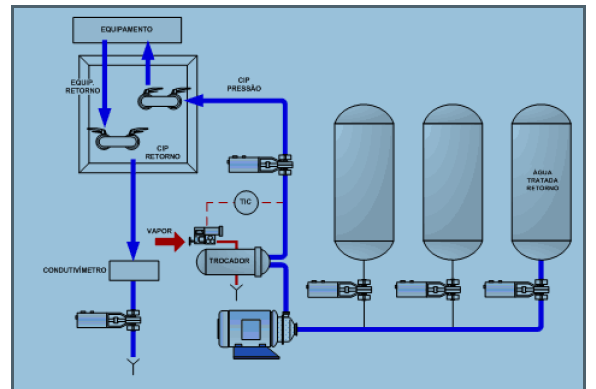 EQUIPAMENTO
EQUIP.
RETORNO
CIP
PRESSÃO
CIP
RETORNO
ÁGUA
TRATADA
RETORNO
TIC
VAPOR
TROCADOR
CONDUTIVÍMETRO